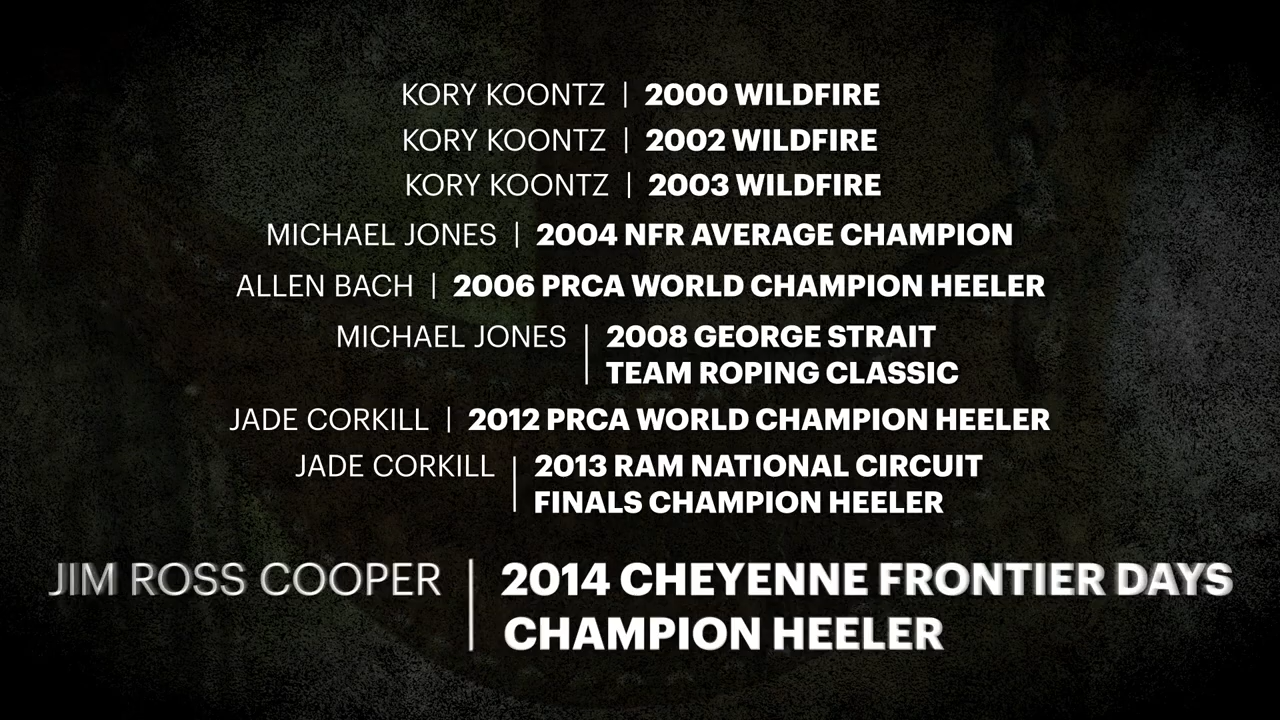 KORY KOONTZ | 2000 WILDFIRE
KORY KOONTZ | 2002 WILDFIRE
KORY KOONTZ | 2003 WILDFIRE
MICHAEL JONES | 2004 NFR AVERAGE CHAMPION
ALLEN BACH | 2006 PRCA WORLD CHAMPION HEELER
MICHAEL JONES | 2008 GEORGE STRAIT
TEAM ROPING CLASSIC
JADE CORKILL | 2012 PRCA WORLD CHAMPION HEELER
JADE CORKILL | 2013 RAM NATIONAL CIRCUIT
FINALS CHAMPION HEELER
JIM ROSS COOPER | 2014 CHEYENNE FRONTIER DAYS
CHAMPION HEELER